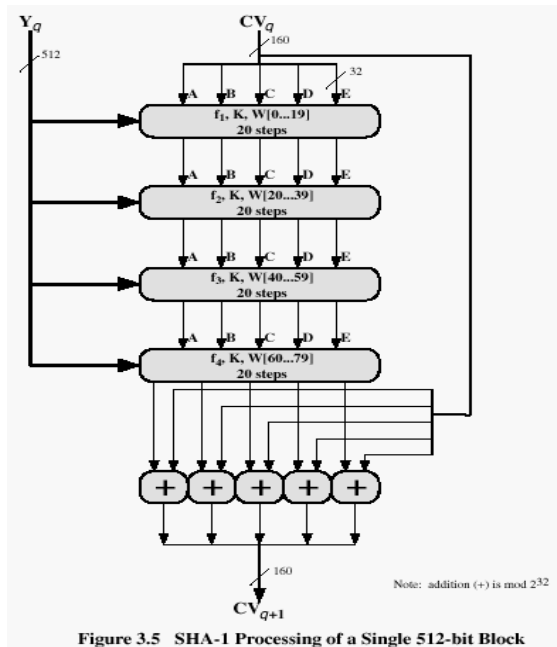 Yq CVq
160
512
32
A B C D E
f1, K, W[0...19]
20 steps
A B C D E
f2, K, W[20...39]
20 steps
A B C D E
f3, K, W[40...59]
20 steps
A B C D E
f4, K, W[60...79]
20 steps
+ + + + +
160
Note: addition (+) is mod 2^32
CVq+1
Figure 3.5 SHA-1 Processing of a Single 512-bit Block